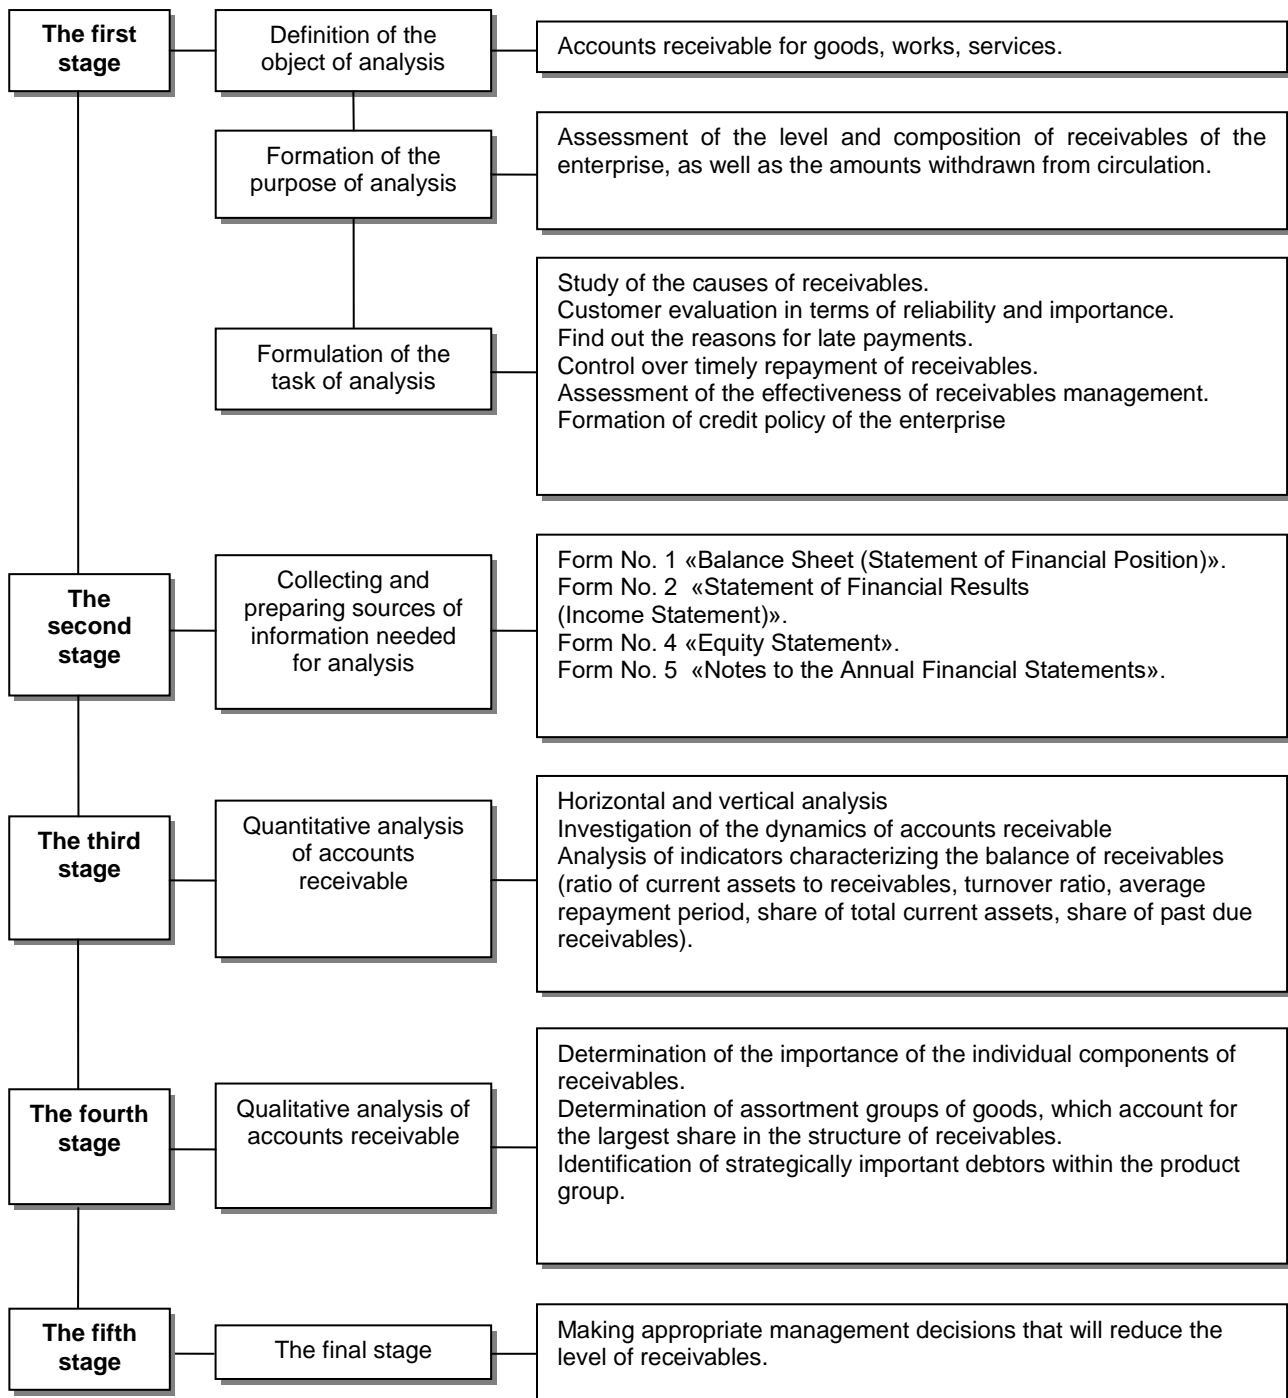 The first
stage
Definition of the
object of analysis
Accounts receivable for goods, works, services.
Formation of the
purpose of analysis
Assessment of the level and composition of receivables of the
enterprise, as well as the amounts withdrawn from circulation.
Formulation of the
task of analysis
Study of the causes of receivables.
Customer evaluation in terms of reliability and importance.
Find out the reasons for late payments.
Control over timely repayment of receivables.
Assessment of the effectiveness of receivables management.
Formation of credit policy of the enterprise
The
second
stage
Collecting and
preparing sources of
information needed
for analysis
Form No. 1 «Balance Sheet (Statement of Financial Position)».
Form No. 2 «Statement of Financial Results
(Income Statement)».
Form No. 4 «Equity Statement».
Form No. 5 «Notes to the Annual Financial Statements».
The third
stage
Quantitative analysis
of accounts
receivable
Horizontal and vertical analysis
Investigation of the dynamics of accounts receivable
Analysis of indicators characterizing the balance of receivables
(ratio of current assets to receivables, turnover ratio, average
repayment period, share of total current assets, share of past due
receivables).
The fourth
stage
Qualitative analysis of
accounts receivable
Determination of the importance of the individual components of
receivables.
Determination of assortment groups of goods, which account for
the largest share in the structure of receivables.
Identification of strategically important debtors within the product
group.
The fifth
stage
The final stage
Making appropriate management decisions that will reduce the
level of receivables.